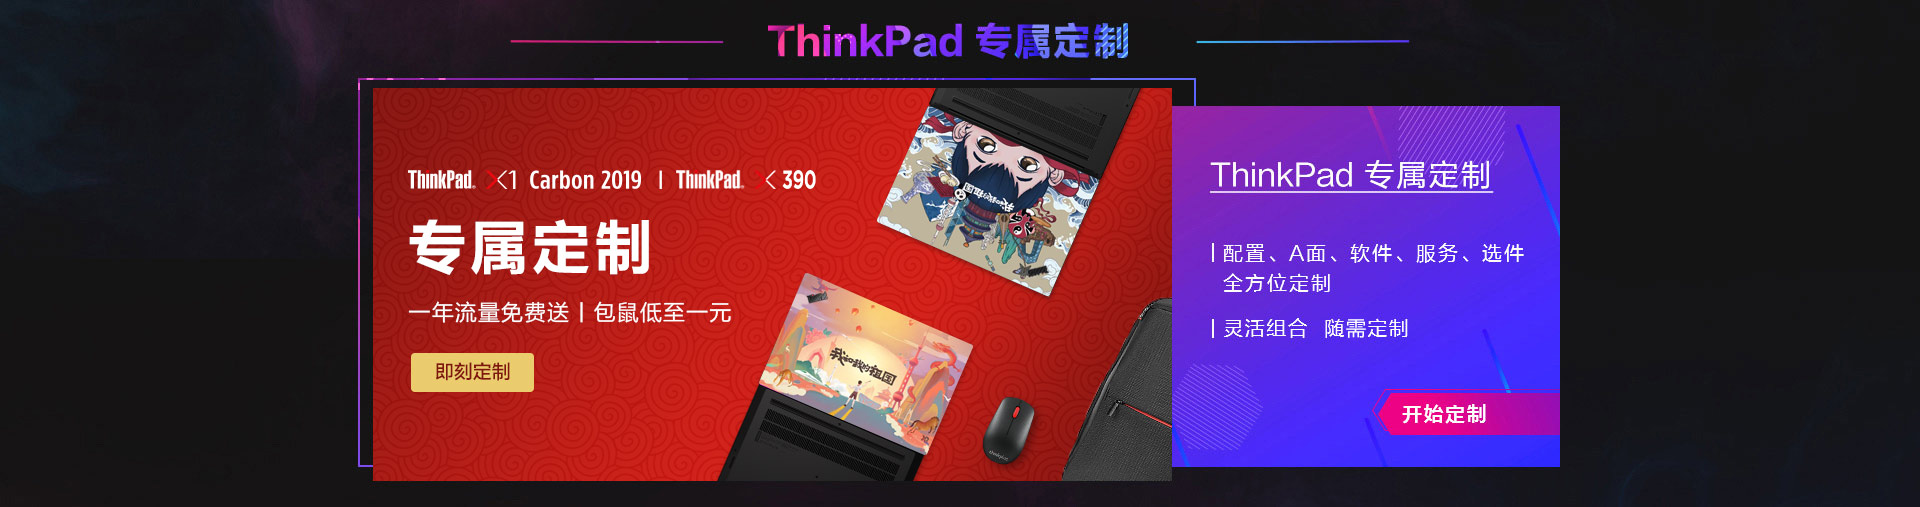 ThinkPad 专属定制
ThinkPad X1 Carbon 2019 | ThinkPad X390
专属定制
一年流量免费送 | 包鼠低至一元
即刻定制
thinkplus
ThinkPad 专属定制
| 配置、A面、软件、服务、选件
全方位定制
| 灵活组合 随需定制
开始定制